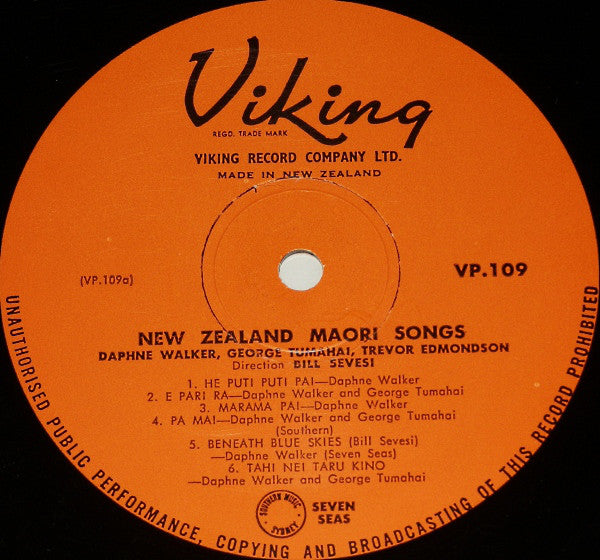 Viking
REGD. TRADE MARK
VIKING RECORD COMPANY LTD.
MADE IN NEW ZEALAND
(VP.109a)
VP.109
NEW ZEALAND MAORI SONGS
DAPHNE WALKER, GEORGE TUMAHAI, TREVOR EDMONDSON
Direction BILL SEVESI
1. HE PUTI PUTI PAI—Daphne Walker
2. E PARI RA—Daphne Walker and George Tumahai
3. MARAMA PAI—Daphne Walker
4. PA MAI—Daphne Walker and George Tumahai
(Southern)
5. BENEATH BLUE SKIES (Bill Sevesi)
—Daphne Walker (Seven Seas)
6. TAHI NEI TARU KINO
—Daphne Walker and George Tumahai
SOUTHERN MUSIC
SYDNEY
SEVEN
SEAS
UNAUTHORISED PUBLIC PERFORMANCE, COPYING AND BROADCASTING OF THIS RECORD PROHIBITED